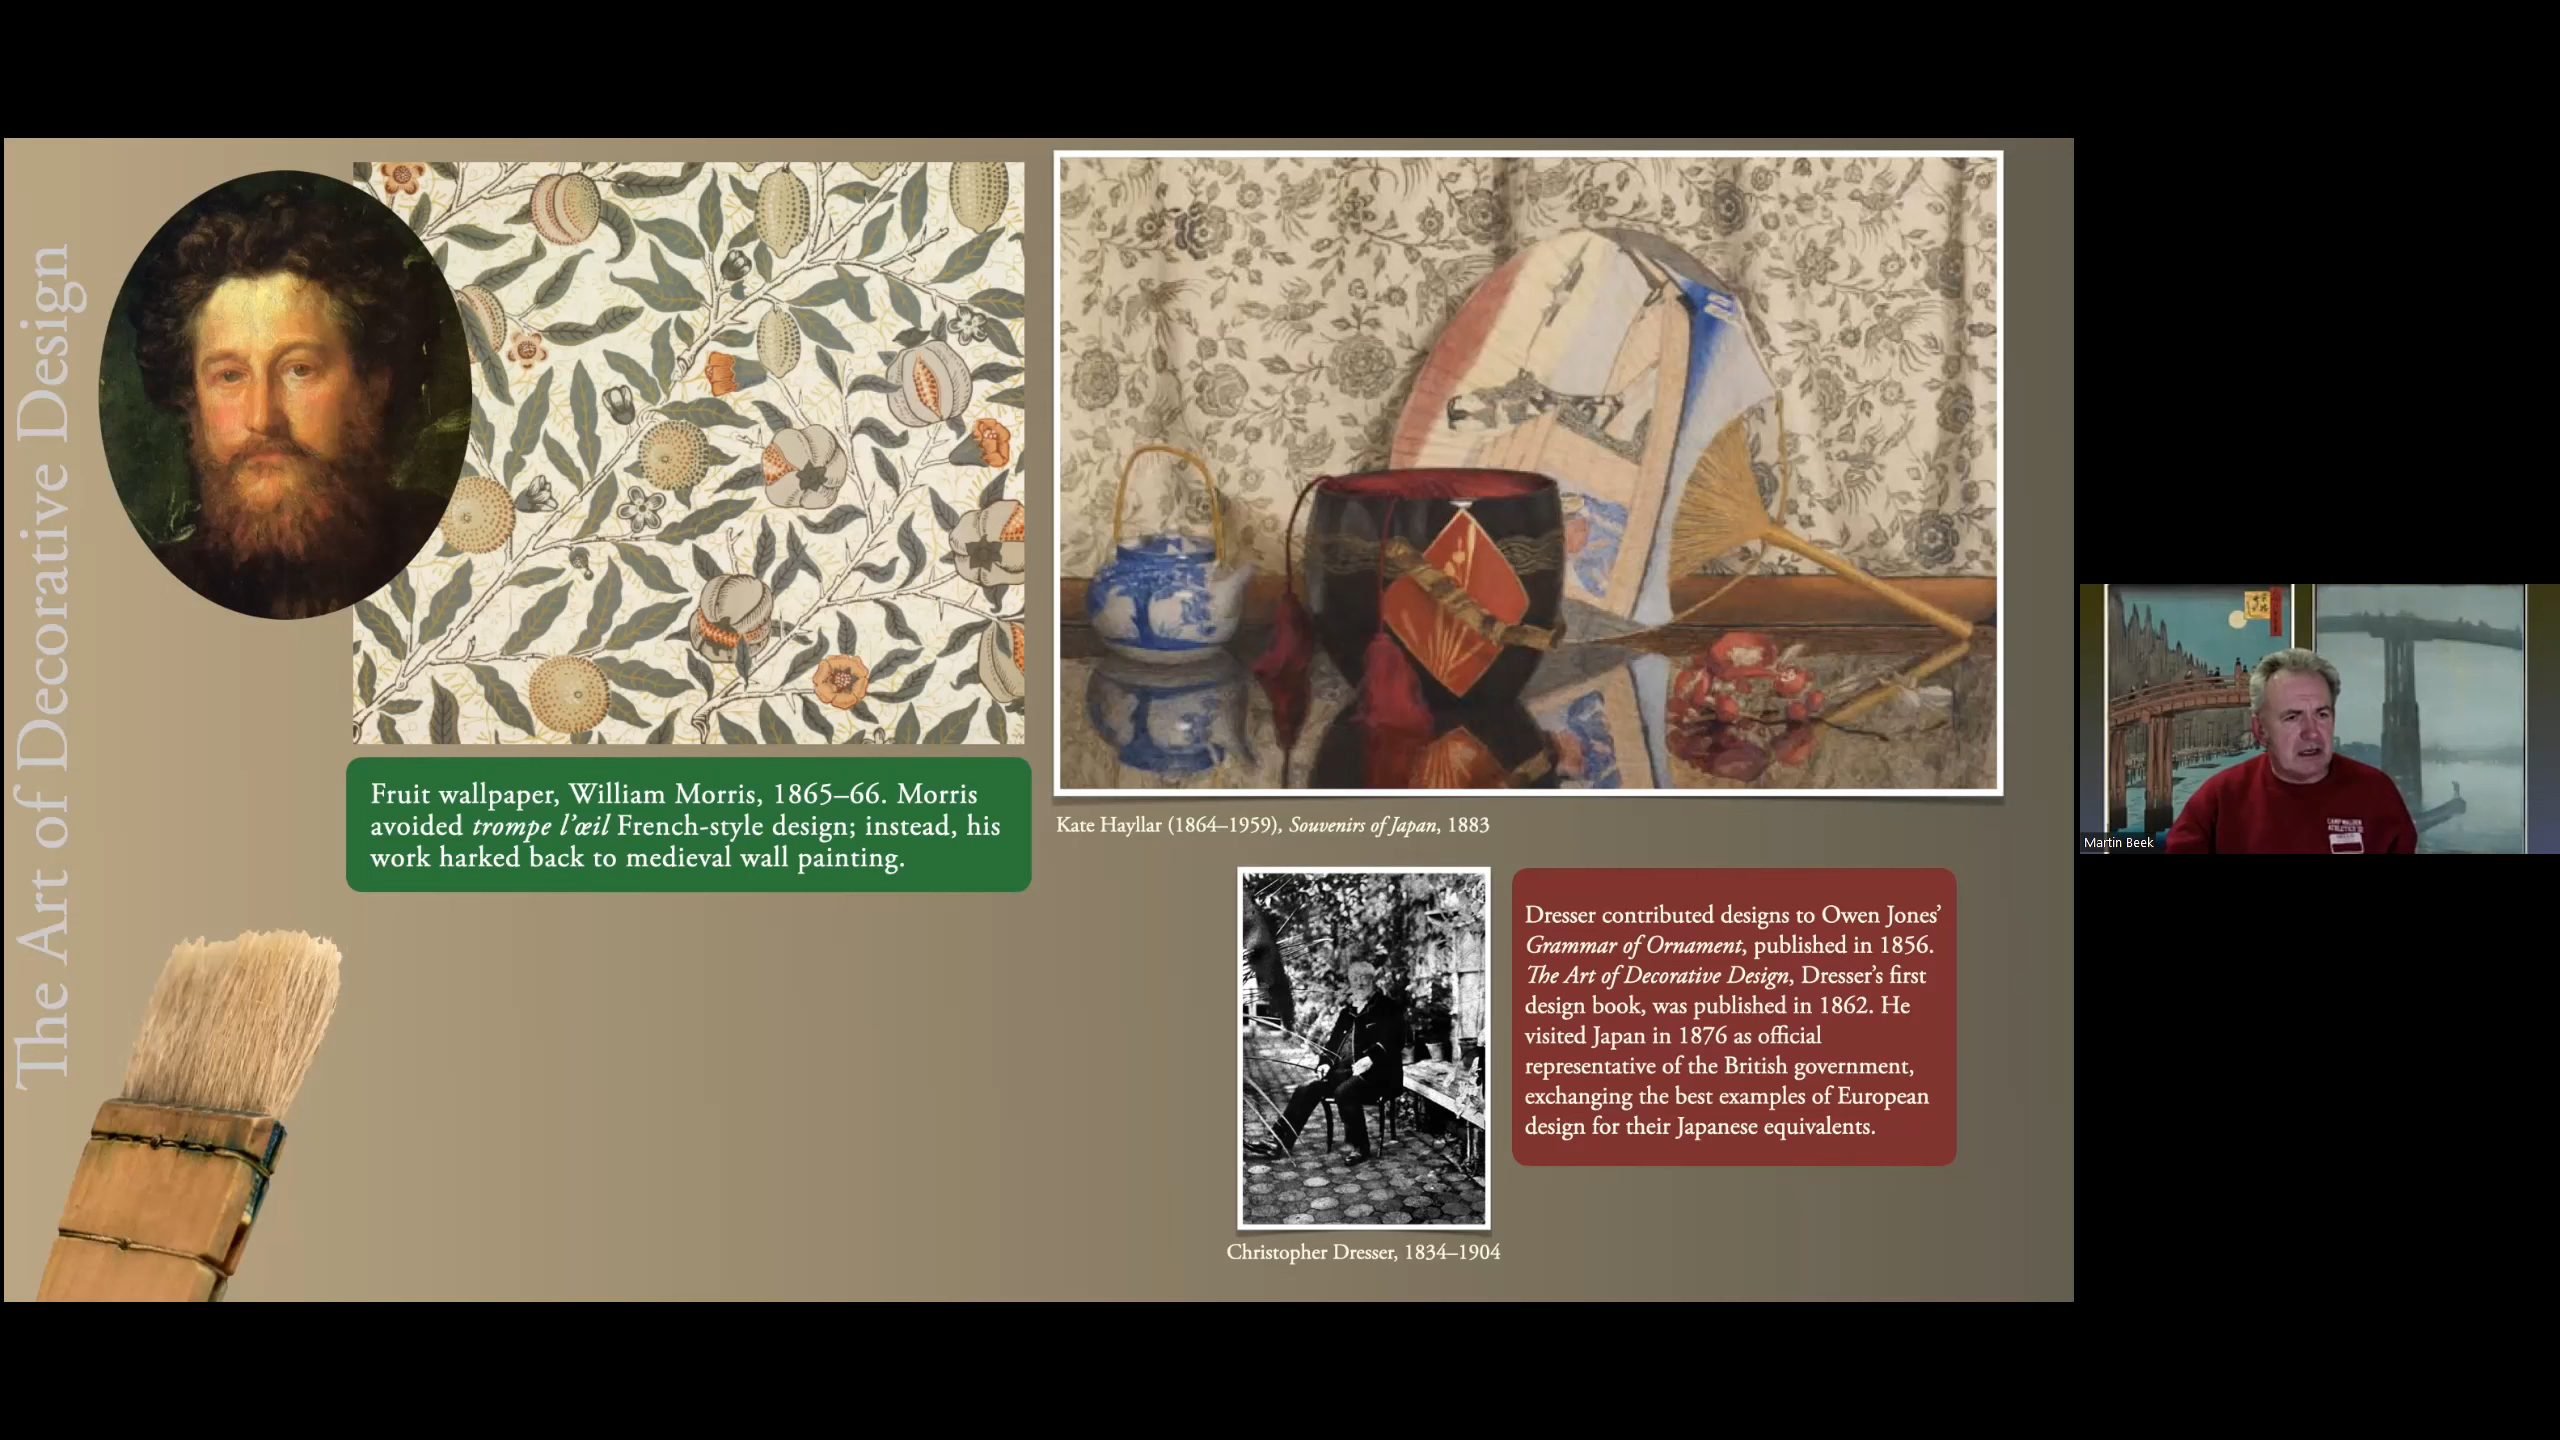 The Art of Decorative Design
Fruit wallpaper, William Morris, 1865–66. Morris
avoided trompe l’œil French-style design; instead, his
work harked back to medieval wall painting.
Kate Hayllar (1864–1959), Souvenirs of Japan, 1883
Dresser contributed designs to Owen Jones’
Grammar of Ornament, published in 1856.
The Art of Decorative Design, Dresser’s first
design book, was published in 1862. He
visited Japan in 1876 as official
representative of the British government,
exchanging the best examples of European
design for their Japanese equivalents.
Christopher Dresser, 1834–1904
Martin Beek